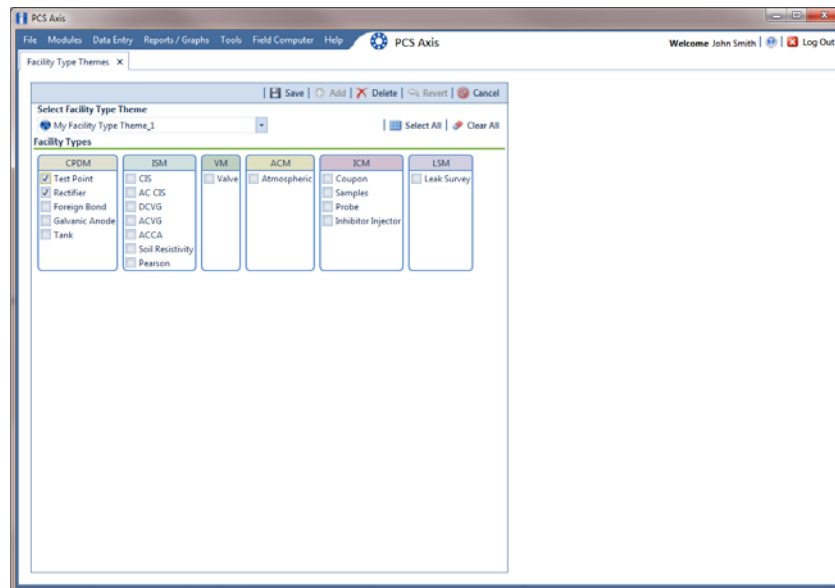 PCS Axis
File Modules Data Entry Reports / Graphs Tools Field Computer Help PCS Axis Welcome John Smith | | Log Out
Facility Type Themes X
| Save | Add | Delete | Revert | Cancel
Select Facility Type Theme
My Facility Type Theme_1 | Select All | Clear All
Facility Types
CPDM ISM VM ACM ICM LSM
Test Point CIS Valve Atmospheric Coupon Leak Survey
Rectifier AC CIS Samples
Foreign Bond DCVG Probe
Galvanic Anode ACVG Inhibitor Injector
Tank ACCA
Soil Resistivity
Pearson